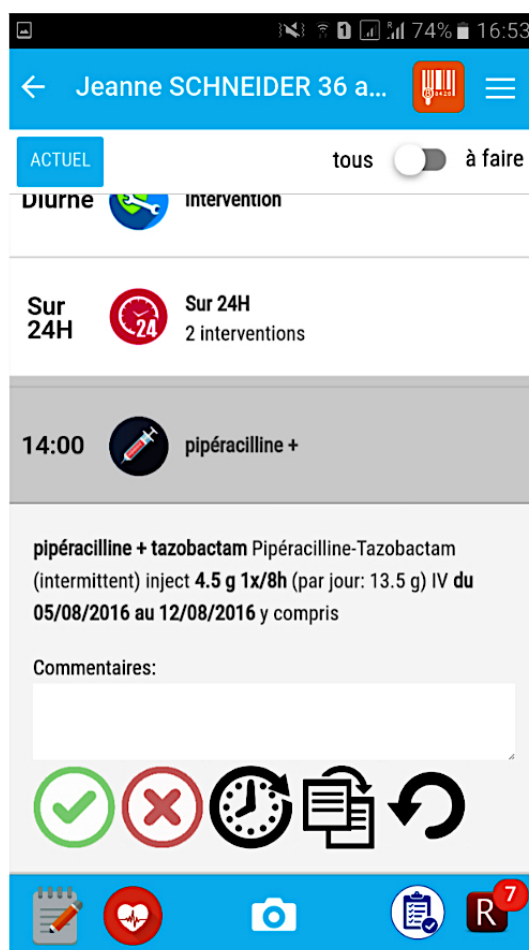 74% 16:53
Jeanne SCHNEIDER 36 a...
ACTUEL tous à faire
Diurne intervention
Sur 24H
Sur 24H
24
2 interventions
14:00 pipéracilline +
pipéracilline + tazobactam Pipéracilline-Tazobactam
(intermittent) inject 4.5 g 1x/8h (par jour: 13.5 g) IV du
05/08/2016 au 12/08/2016 y compris
Commentaires:
R 7